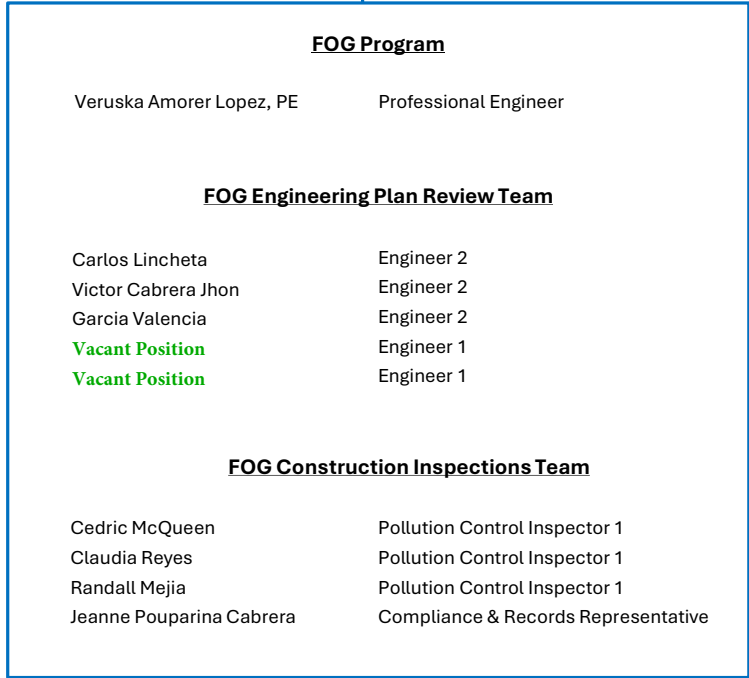 FOG Program
Veruska Amorer Lopez, PE Professional Engineer
FOG Engineering Plan Review Team
Carlos Lincheta Engineer 2
Victor Cabrera Jhon Engineer 2
Garcia Valencia Engineer 2
Vacant Position Engineer 1
Vacant Position Engineer 1
FOG Construction Inspections Team
Cedric McQueen Pollution Control Inspector 1
Claudia Reyes Pollution Control Inspector 1
Randall Mejia Pollution Control Inspector 1
Jeanne Pouparina Cabrera Compliance & Records Representative